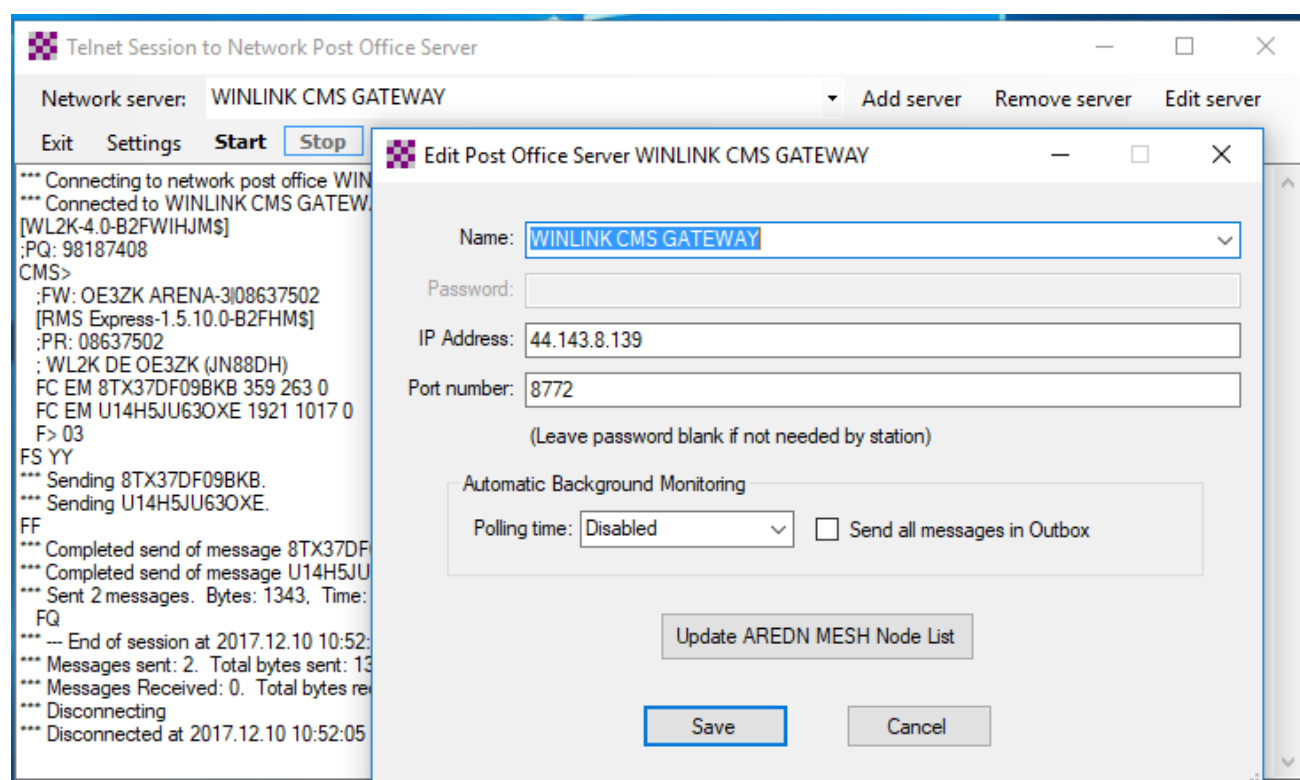 Telnet Session to Network Post Office Server
Network server: WINLINK CMS GATEWAY Add server Remove server Edit server
Exit Settings Start Stop
*** Connecting to network post office WIN
*** Connected to WINLINK CMS GATEW
[WL2K-4.0-B2FWIHJM$]
;PQ: 98187408
CMS>
;FW: OE3ZK ARENA-3|08637502
[RMS Express-1.5.10.0-B2FHM$]
;PR: 08637502
; WL2K DE OE3ZK (JN88DH)
FC EM 8TX37DF09BKB 359 263 0
FC EM U14H5JU63OXE 1921 1017 0
F> 03
FS YY
*** Sending 8TX37DF09BKB.
*** Sending U14H5JU63OXE.
FF
*** Completed send of message 8TX37DF
*** Completed send of message U14H5JU
*** Sent 2 messages. Bytes: 1343, Time:
FQ
*** --- End of session at 2017.12.10 10:52:
*** Messages sent: 2. Total bytes sent: 13
*** Messages Received: 0. Total bytes re
*** Disconnecting
*** Disconnected at 2017.12.10 10:52:05
Edit Post Office Server WINLINK CMS GATEWAY
Name: WINLINK CMS GATEWAY
Password:
IP Address: 44.143.8.139
Port number: 8772
(Leave password blank if not needed by station)
Automatic Background Monitoring
Polling time: Disabled Send all messages in Outbox
Update AREDN MESH Node List
Save Cancel